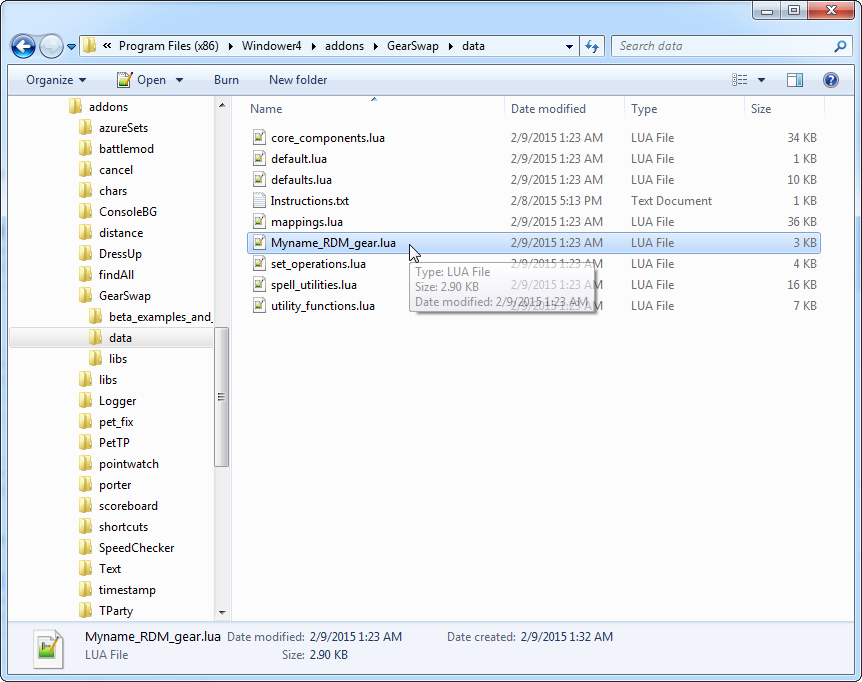 « Program Files (x86) Windower4 addons GearSwap data Search data
Organize Open Burn New folder
addons
azureSets
battlemod
cancel
chars
ConsoleBG
distance
DressUp
findAll
GearSwap
beta_examples_and_
data
libs
libs
Logger
pet_fix
PetTP
pointwatch
porter
scoreboard
shortcuts
SpeedChecker
Text
timestamp
TParty
Name Date modified Type Size
core_components.lua 2/9/2015 1:23 AM LUA File 34 KB
default.lua 2/9/2015 1:23 AM LUA File 1 KB
defaults.lua 2/9/2015 1:23 AM LUA File 10 KB
Instructions.txt 2/8/2015 5:13 PM Text Document 1 KB
mappings.lua 2/9/2015 1:23 AM LUA File 36 KB
Myname_RDM_gear.lua 2/9/2015 1:23 AM LUA File 3 KB
set_operations.lua 2/9/2015 1:23 AM LUA File 4 KB
spell_utilities.lua 2/9/2015 1:23 AM LUA File 16 KB
utility_functions.lua 2/9/2015 1:23 AM LUA File 7 KB
Type: LUA File
Size: 2.90 KB
Date modified: 2/9/2015 1:23 AM
Myname_RDM_gear.lua Date modified: 2/9/2015 1:23 AM Date created: 2/9/2015 1:32 AM
LUA File Size: 2.90 KB